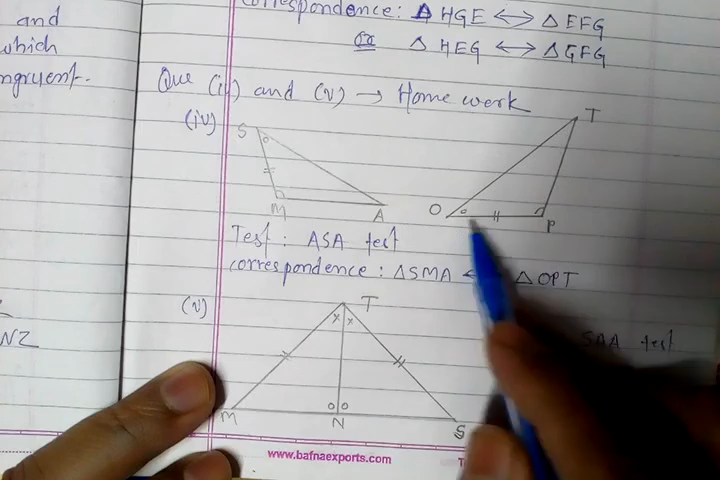 Correspondence: Δ HGE ⟷ Δ EFG
and
OR Δ HEG ⟷ Δ GFG
which
ngruent.
Que (iv) and (v) → Home work
(iv) S T
O P
M A
Test: ASA test
Correspondence: ΔSMA ΔOPT
(v) T
x x
NZ
SAA test
M N S
www.bafnaexports.com